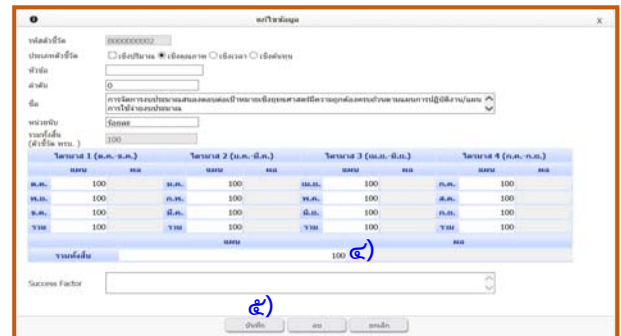 แก้ไขข้อมูล X
รหัสตัวชี้วัด B000000002
ประเภทตัวชี้วัด เชิงปริมาณ เชิงคุณภาพ เชิงเวลา เชิงต้นทุน
หัวข้อ
ลำดับ 0
ชื่อ การจัดการงบประมาณสนองตอบต่อเป้าหมายเชิงยุทธศาสตร์มีความถูกต้องครบถ้วนตามแผนการปฏิบัติงาน/แผน
การใช้จ่ายงบประมาณ
หน่วยนับ ร้อยละ
รวมทั้งสิ้น
(ตัวชี้วัด พรบ. ) 100
ไตรมาส 1 (ต.ค.-ธ.ค.) ไตรมาส 2 (ม.ค.-มี.ค.) ไตรมาส 3 (เม.ย.-มิ.ย.) ไตรมาส 4 (ก.ค.-ก.ย.)
แผน ผล แผน ผล แผน ผล แผน ผล
ต.ค. 100 ม.ค. 100 เม.ย. 100 ก.ค. 100
พ.ย. 100 ก.พ. 100 พ.ค. 100 ส.ค. 100
ธ.ค. 100 มี.ค. 100 มิ.ย. 100 ก.ย. 100
รวม 100 รวม 100 รวม 100 รวม 100
แผน ผล
รวมทั้งสิ้น 100 ๔)
Success Factor
๕)
บันทึก ลบ ยกเลิก